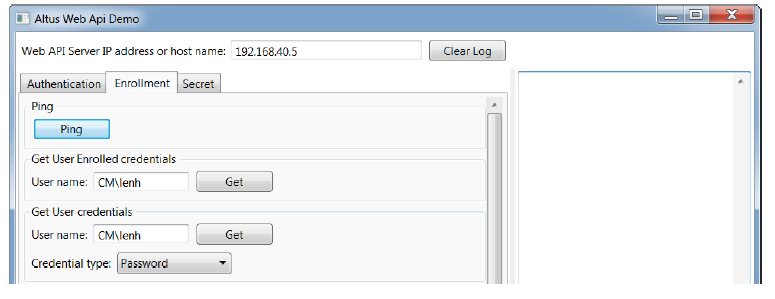 Altus Web Api Demo
Web API Server IP address or host name: 192.168.40.5 Clear Log
Authentication Enrollment Secret
Ping
Ping
Get User Enrolled credentials
User name: CM\lenh Get
Get User credentials
User name: CM\lenh Get
Credential type: Password